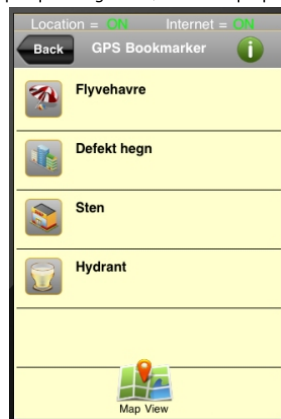 Location = ON Internet = ON
Back GPS Bookmarker i
Flyvehavre
Defekt hegn
Sten
Hydrant
Map View